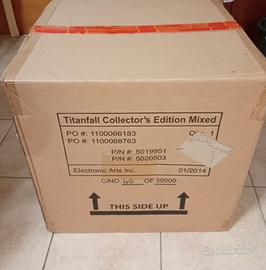 Titanfall Collector's Edition Mixed
PO #: 1100066183
PO #: 1100068763
P/N #: 5019951
P/N #: 5020503
Electronic Arts Inc. 01/2014
C/NO OF 35000
THIS SIDE UP